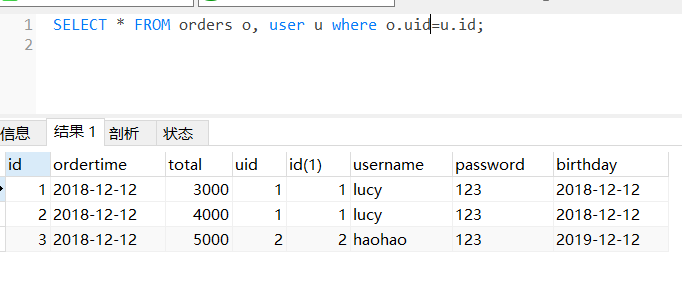 1 SELECT * FROM orders o, user u where o.uid=u.id;
2
信息 结果 1 剖析 状态
id ordertime total uid id(1) username password birthday
1 2018-12-12 3000 1 1 lucy 123 2018-12-12
2 2018-12-12 4000 1 1 lucy 123 2018-12-12
3 2018-12-12 5000 2 2 haohao 123 2019-12-12